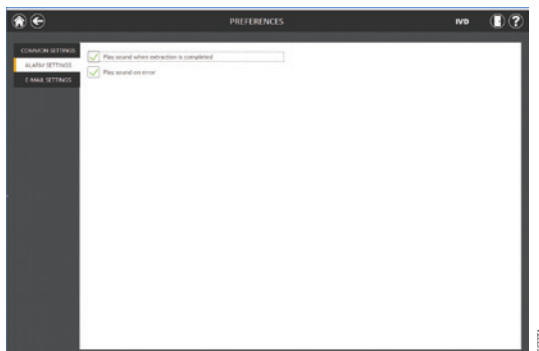 PREFERENCES
IVD
?
COMMON SETTINGS
ALARM SETTINGS
E-MAIL SETTINGS
Play sound when extraction is completed
Play sound on error